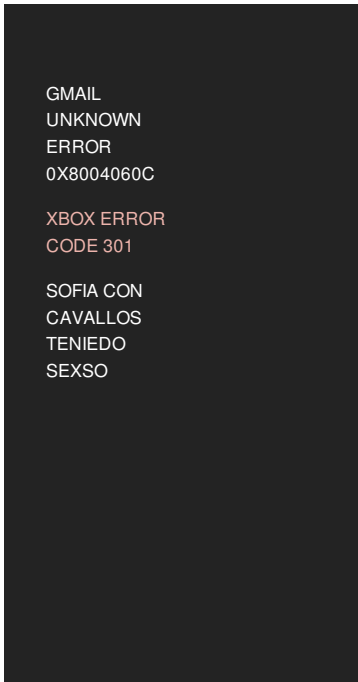 GMAIL
UNKNOWN
ERROR
0X8004060C
XBOX ERROR
CODE 301
SOFIA CON
CAVALLOS
TENIEDO
SEXSO